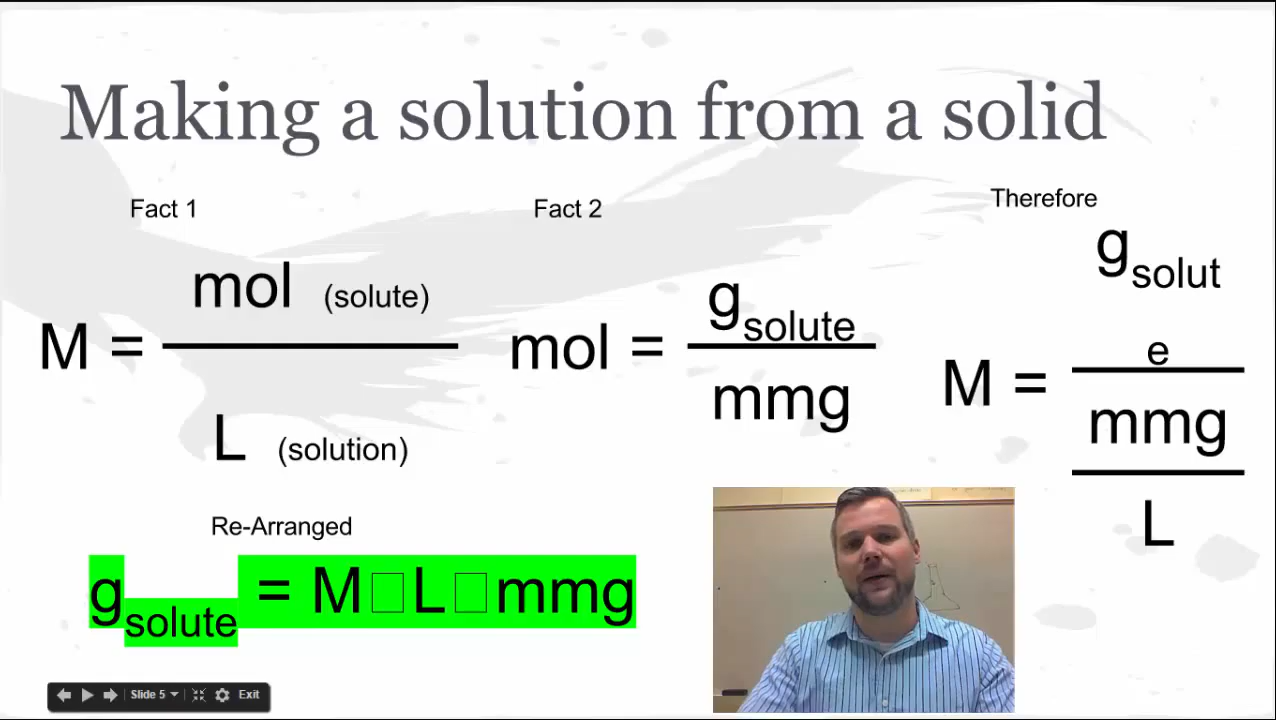 Making a solution from a solid
Fact 1
mol (solute)
M =
L (solution)
Fact 2
g solute
mol =
mmg
Therefore
g solut
e
M =
mmg
L
Re-Arranged
g solute = M□L□mmg
Slide 5
Exit